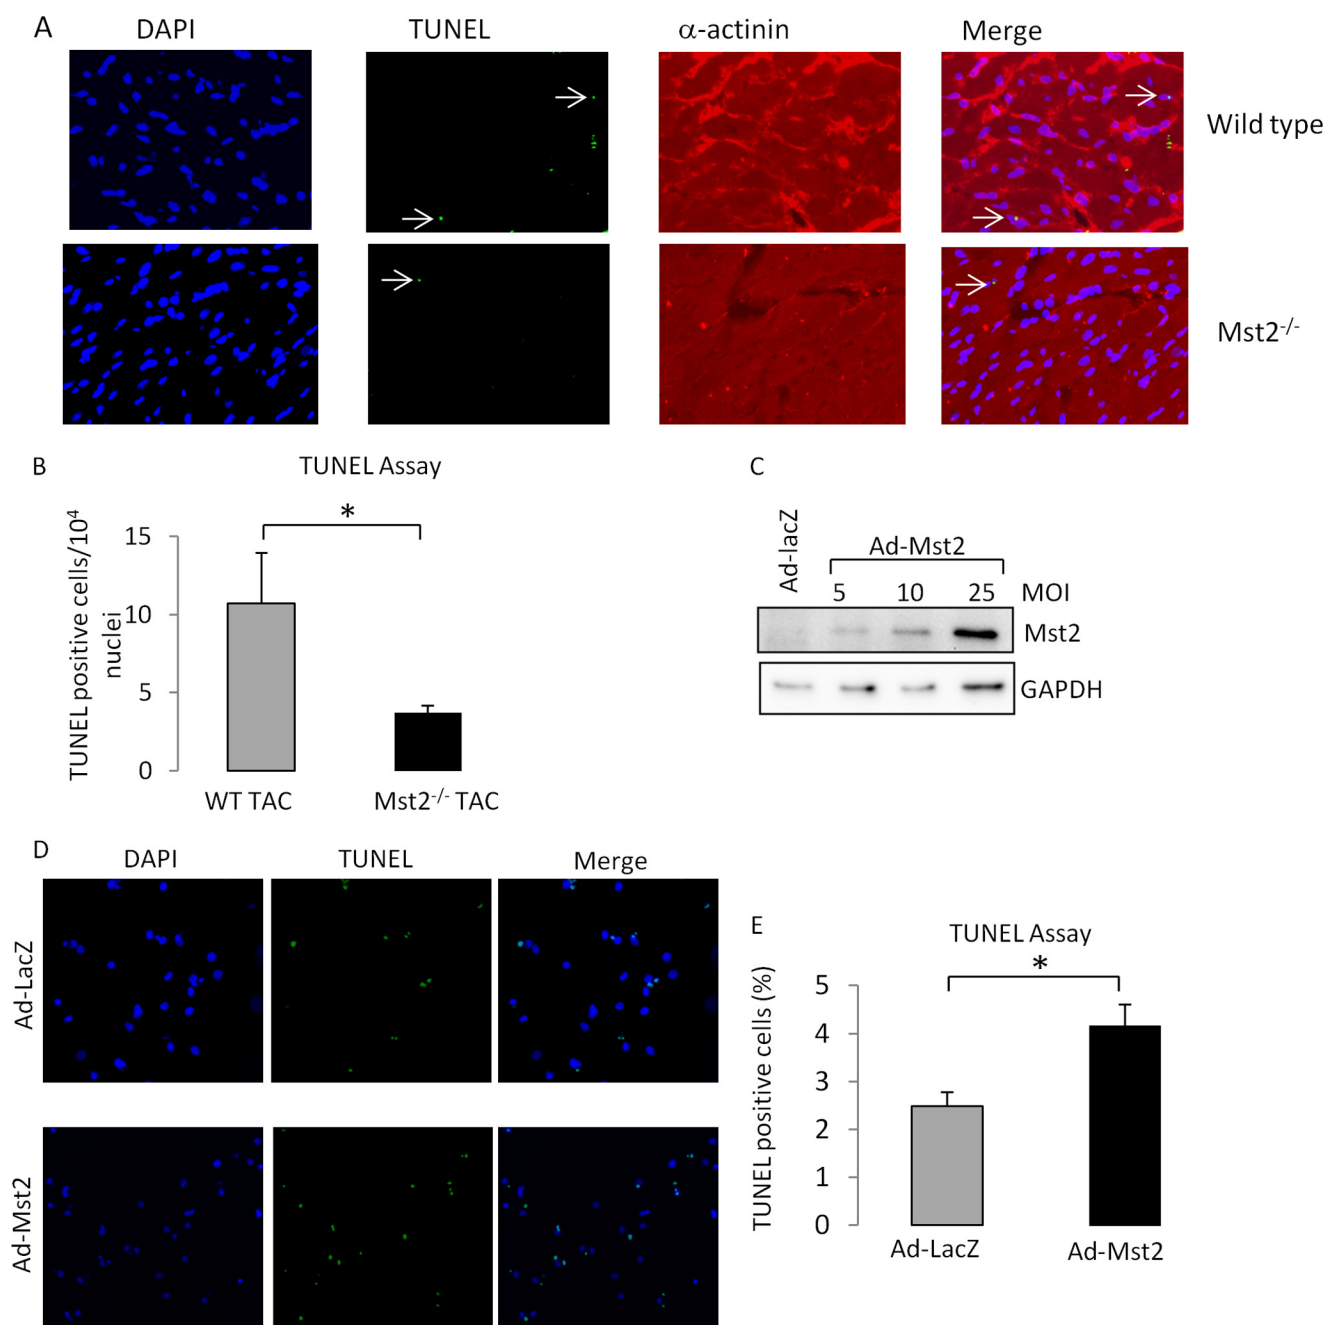 A
DAPI
TUNEL
α-actinin
Merge
Wild type
Mst2-/-
B
TUNEL Assay
TUNEL positive cells/10⁴
nuclei
15
10
5
0
*
WT TAC
Mst2-/- TAC
C
Ad-lacZ
Ad-Mst2
5 10 25 MOI
Mst2
GAPDH
D
DAPI
TUNEL
Merge
Ad-LacZ
Ad-Mst2
E
TUNEL Assay
*
TUNEL positive cells (%)
5
4
3
2
1
0
Ad-LacZ
Ad-Mst2